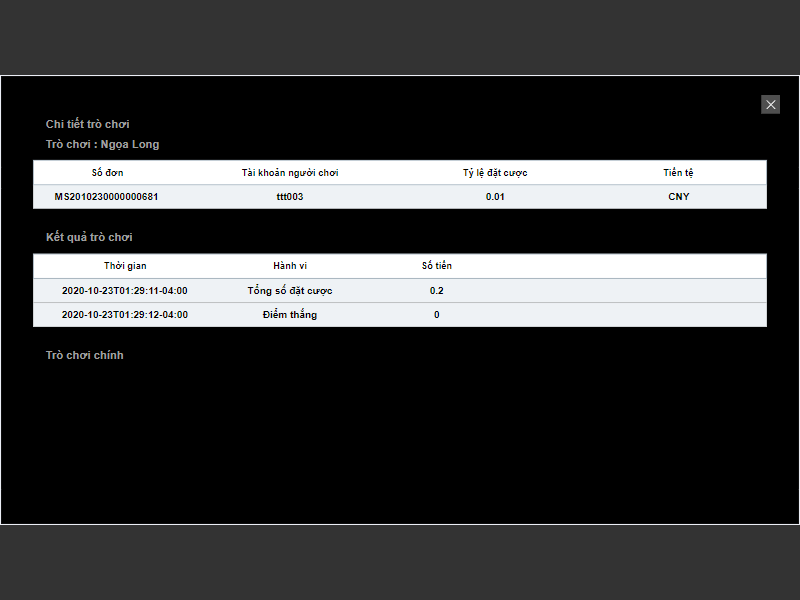 Chi tiết trò chơi
Trò chơi : Ngọa Long
Số đơn Tài khoản người chơi Tỷ lệ đặt cược Tiền tệ
MS2010230000000681 ttt003 0.01 CNY
Kết quả trò chơi
Thời gian Hành vi Số tiền
2020-10-23T01:29:11-04:00 Tổng số đặt cược 0.2
2020-10-23T01:29:12-04:00 Điểm thắng 0
Trò chơi chính